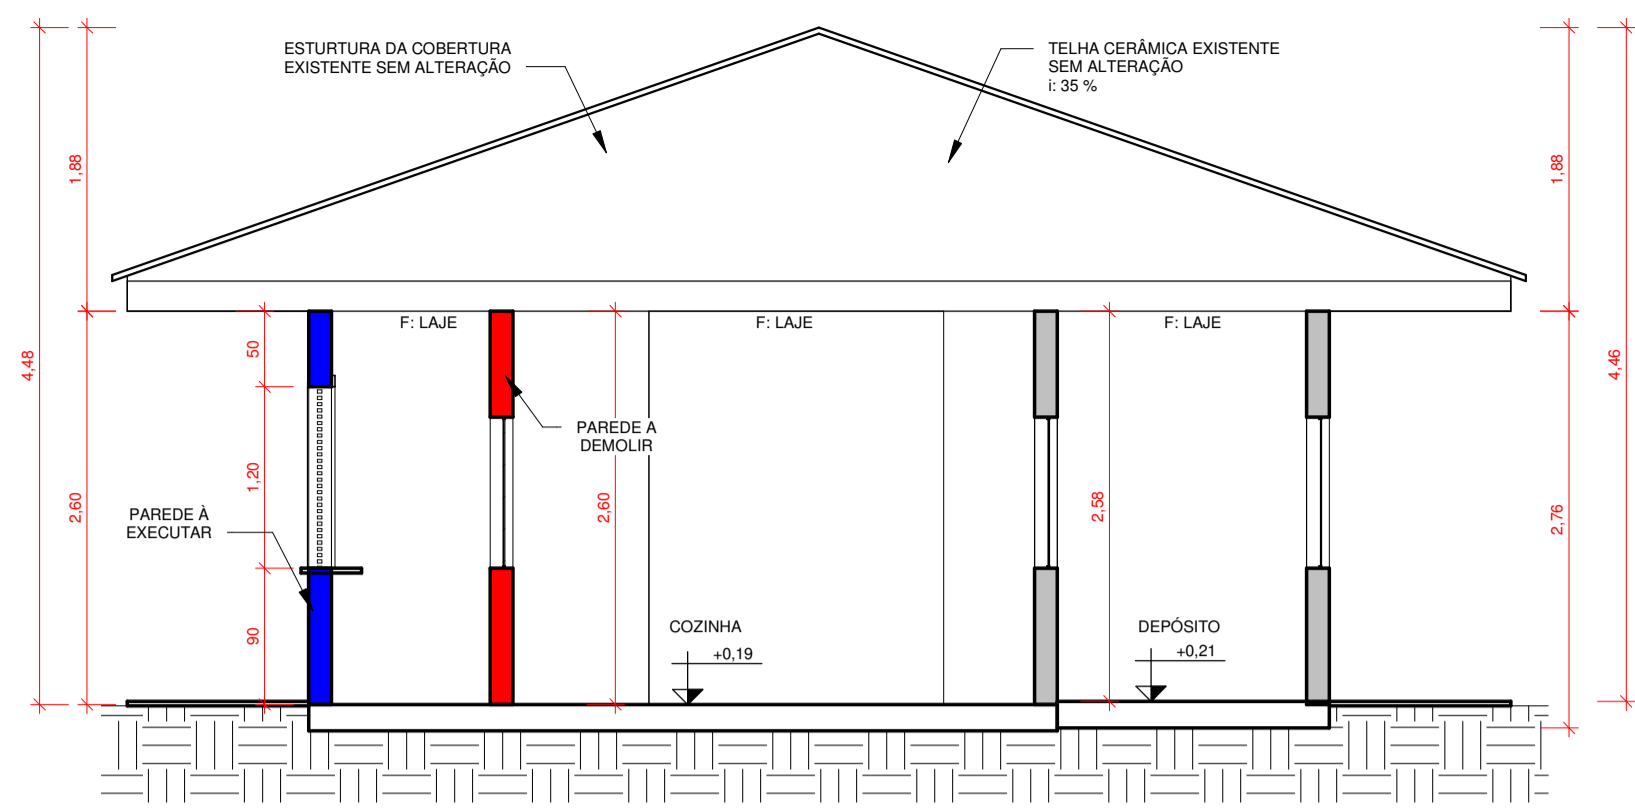 ESTURTURA DA COBERTURA
EXISTENTE SEM ALTERAÇÃO
TELHA CERÂMICA EXISTENTE
SEM ALTERAÇÃO
i: 35 %
1,88
1,88
4,48
4,46
F: LAJE
F: LAJE
F: LAJE
50
PAREDE A
DEMOLIR
1,20
2,60
2,60
2,58
2,76
PAREDE À
EXECUTAR
90
COZINHA
+0,19
DEPÓSITO
+0,21